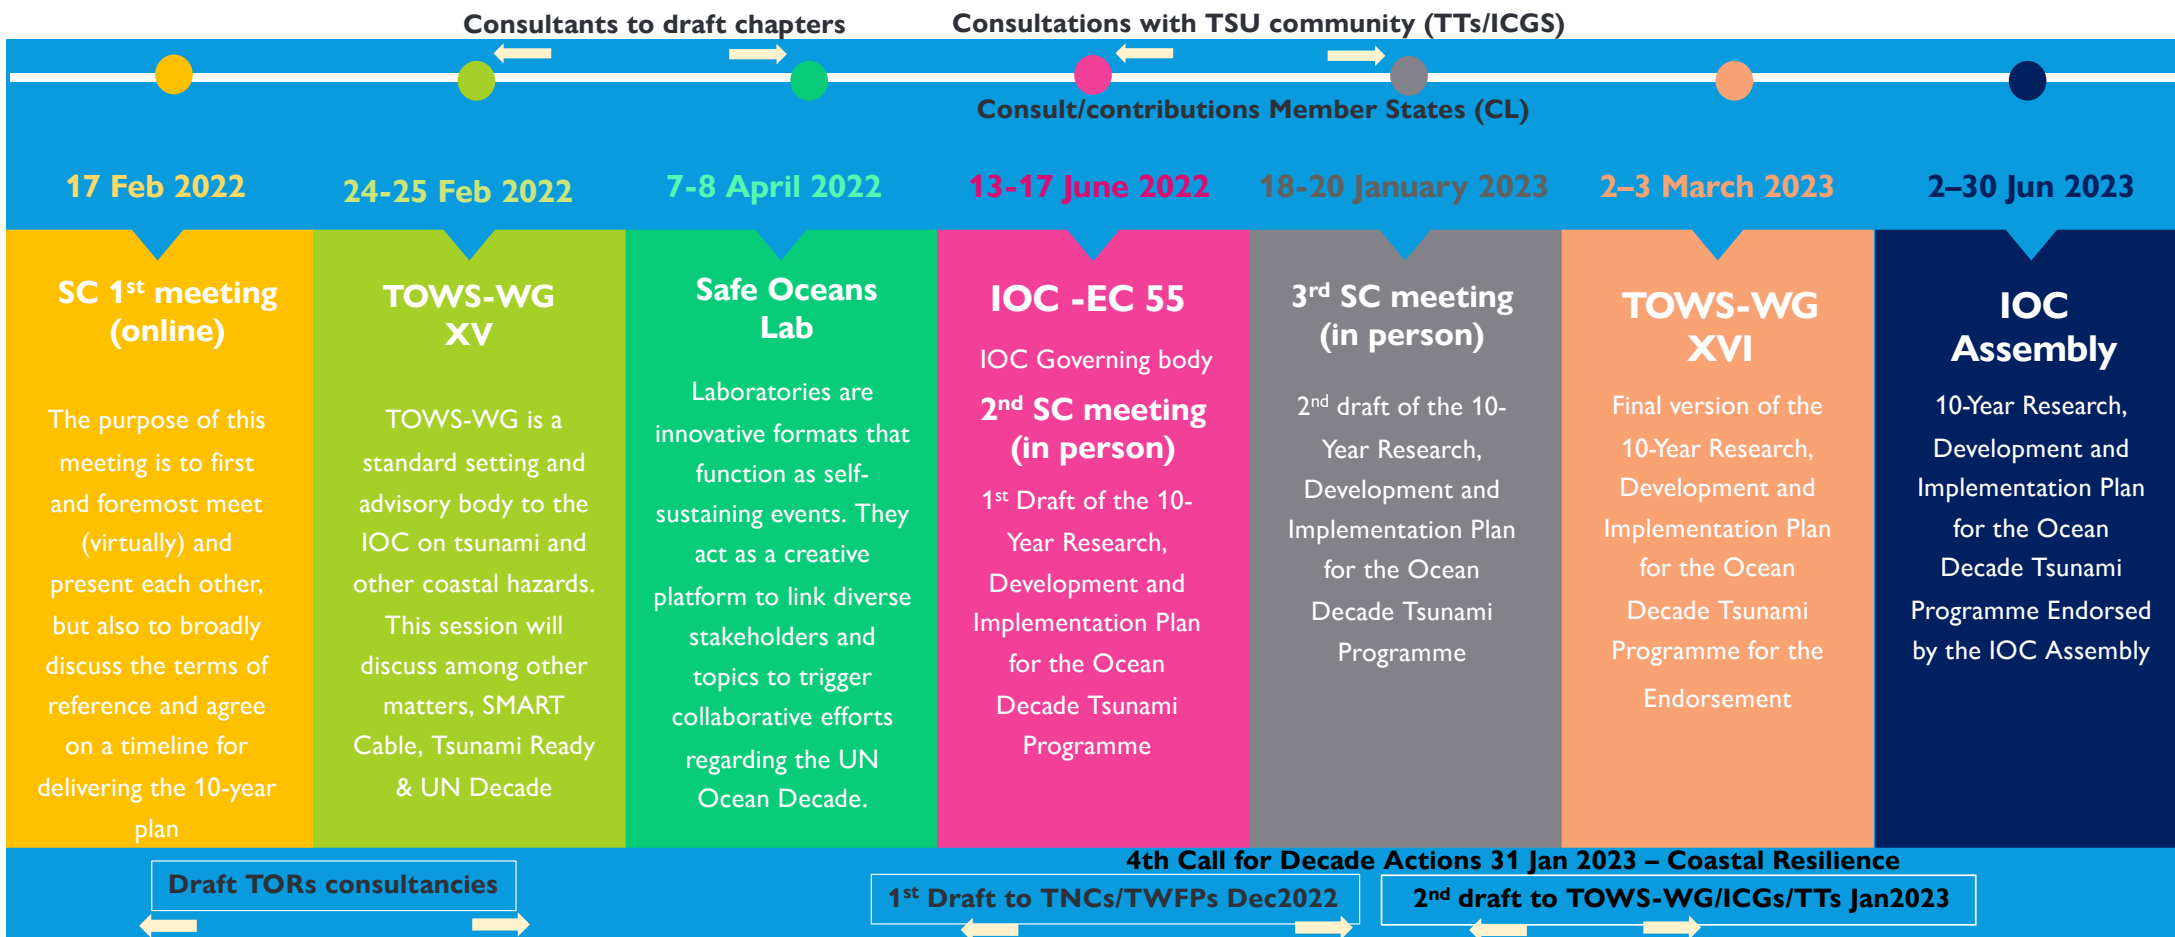 Consultants to draft chapters
Consultations with TSU community (TTs/ICGS)
Consult/contributions Member States (CL)
17 Feb 2022
SC 1st meeting
(online)
The purpose of this
meeting is to first
and foremost meet
(virtually) and
present each other,
but also to broadly
discuss the terms of
reference and agree
on a timeline for
delivering the 10-year
plan
24-25 Feb 2022
TOWS-WG
XV
TOWS-WG is a
standard setting and
advisory body to the
IOC on tsunami and
other coastal hazards.
This session will
discuss among other
matters, SMART
Cable, Tsunami Ready
& UN Decade
7-8 April 2022
Safe Oceans
Lab
Laboratories are
innovative formats that
function as self-
sustaining events. They
act as a creative
platform to link diverse
stakeholders and
topics to trigger
collaborative efforts
regarding the UN
Ocean Decade.
13-17 June 2022
IOC -EC 55
IOC Governing body
2nd SC meeting
(in person)
1st Draft of the 10-
Year Research,
Development and
Implementation Plan
for the Ocean
Decade Tsunami
Programme
18-20 January 2023
3rd SC meeting
(in person)
2nd draft of the 10-
Year Research,
Development and
Implementation Plan
for the Ocean
Decade Tsunami
Programme
2–3 March 2023
TOWS-WG
XVI
Final version of the
10-Year Research,
Development and
Implementation Plan
for the Ocean
Decade Tsunami
Programme for the
Endorsement
2–30 Jun 2023
IOC
Assembly
10-Year Research,
Development and
Implementation Plan
for the Ocean
Decade Tsunami
Programme Endorsed
by the IOC Assembly
4th Call for Decade Actions 31 Jan 2023 – Coastal Resilience
Draft TORs consultancies
1st Draft to TNCs/TWFPs Dec2022
2nd draft to TOWS-WG/ICGs/TTs Jan2023